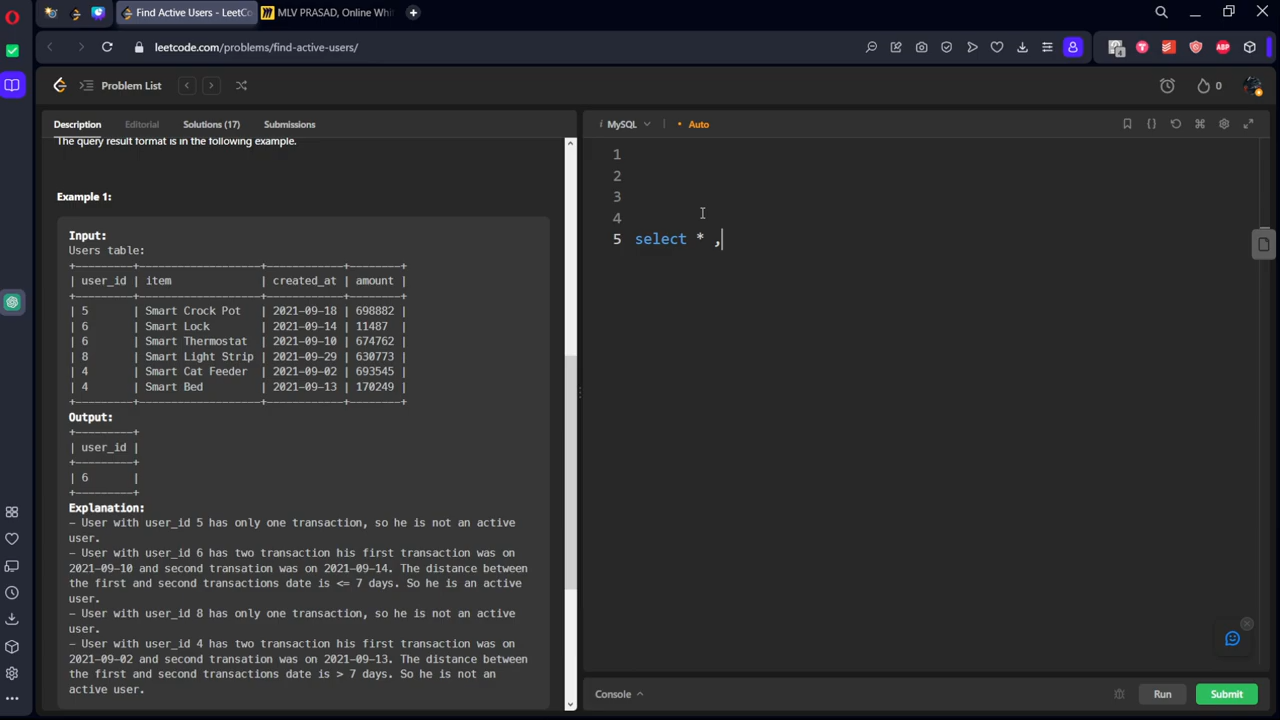 Find Active Users - LeetCo
MLV PRASAD, Online Whi
leetcode.com/problems/find-active-users/
4
ABP
Problem List
0
Description
Editorial
Solutions (17)
Submissions
The query result format is in the following example.
Example 1:
Input:
Users table:
+---------+--------------------+------------+--------+
| user_id | item | created_at | amount |
+---------+--------------------+------------+--------+
| 5 | Smart Crock Pot | 2021-09-18 | 698882 |
| 6 | Smart Lock | 2021-09-14 | 11487 |
| 6 | Smart Thermostat | 2021-09-10 | 674762 |
| 8 | Smart Light Strip | 2021-09-29 | 630773 |
| 4 | Smart Cat Feeder | 2021-09-02 | 693545 |
| 4 | Smart Bed | 2021-09-13 | 170249 |
+---------+--------------------+------------+--------+
Output:
+---------+
| user_id |
+---------+
| 6 |
+---------+
Explanation:
– User with user_id 5 has only one transaction, so he is not an active
user.
– User with user_id 6 has two transaction his first transaction was on
2021-09-10 and second transation was on 2021-09-14. The distance between
the first and second transactions date is <= 7 days. So he is an active
user.
– User with user_id 8 has only one transaction, so he is not an active
user.
– User with user_id 4 has two transaction his first transaction was on
2021-09-02 and second transation was on 2021-09-13. The distance between
the first and second transactions date is > 7 days. So he is not an
active user.
i MySQL
• Auto
1
2
3
4
5 select * ,
Console
Run
Submit